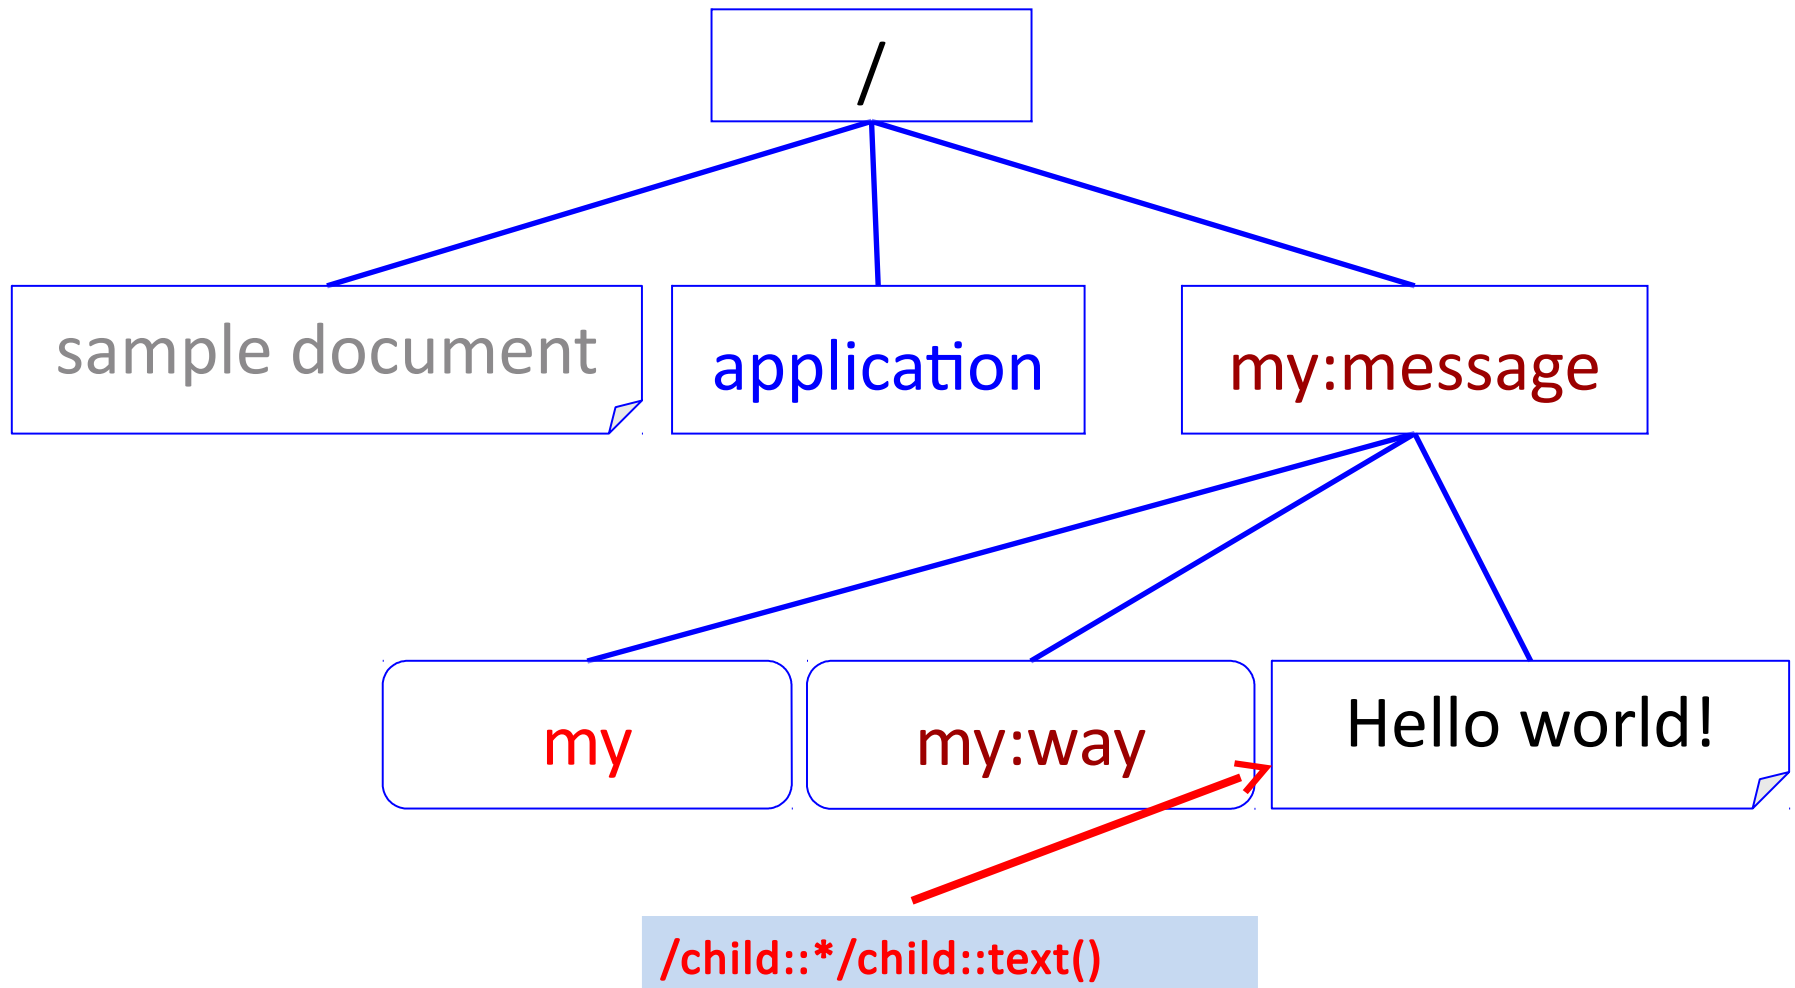 /
sample document
application
my:message
my
my:way
Hello world!
/child::*/child::text()